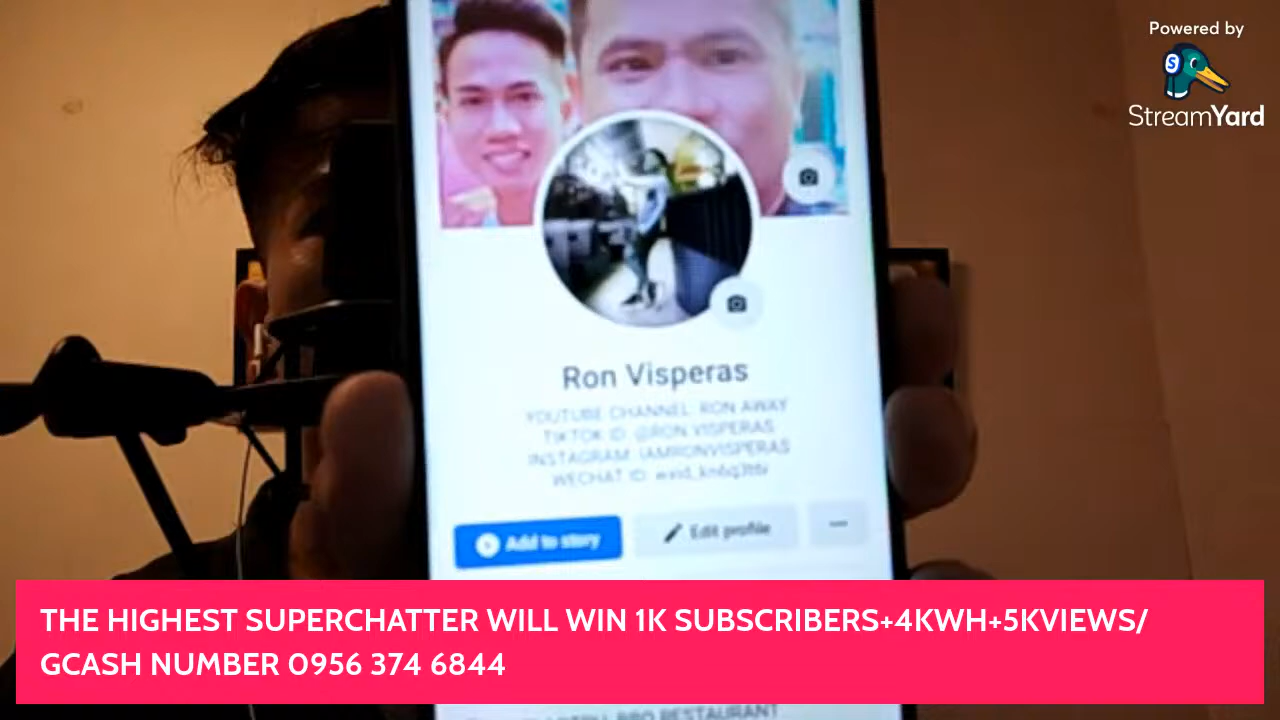 Powered by
StreamYard
Ron Visperas
YOUTUBE CHANNEL: RON AWAY
TIKTOK ID: @RON VISPERAS
INSTAGRAM: IAMRONVISPERAS
WECHAT ID:
Add to story
Edit profile
THE HIGHEST SUPERCHATTER WILL WIN 1K SUBSCRIBERS+4KWH+5KVIEWS/
GCASH NUMBER 0956 374 6844
RESTAURANT